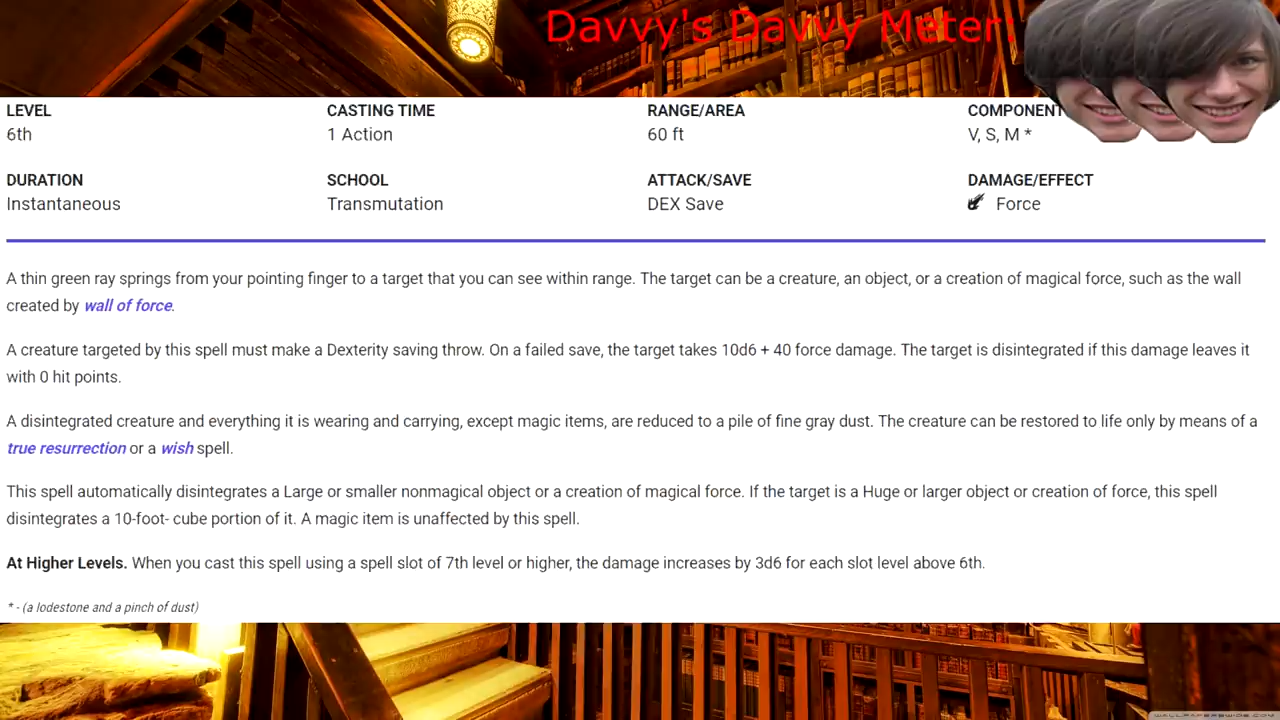 Davvy's Davvy Meter:
LEVEL CASTING TIME RANGE/AREA COMPONENT
6th 1 Action 60 ft V, S, M *
DURATION SCHOOL ATTACK/SAVE DAMAGE/EFFECT
Instantaneous Transmutation DEX Save Force
A thin green ray springs from your pointing finger to a target that you can see within range. The target can be a creature, an object, or a creation of magical force, such as the wall
created by wall of force.
A creature targeted by this spell must make a Dexterity saving throw. On a failed save, the target takes 10d6 + 40 force damage. The target is disintegrated if this damage leaves it
with 0 hit points.
A disintegrated creature and everything it is wearing and carrying, except magic items, are reduced to a pile of fine gray dust. The creature can be restored to life only by means of a
true resurrection or a wish spell.
This spell automatically disintegrates a Large or smaller nonmagical object or a creation of magical force. If the target is a Huge or larger object or creation of force, this spell
disintegrates a 10-foot- cube portion of it. A magic item is unaffected by this spell.
At Higher Levels. When you cast this spell using a spell slot of 7th level or higher, the damage increases by 3d6 for each slot level above 6th.
* - (a lodestone and a pinch of dust)
WALLPAPERSWIDE.COM